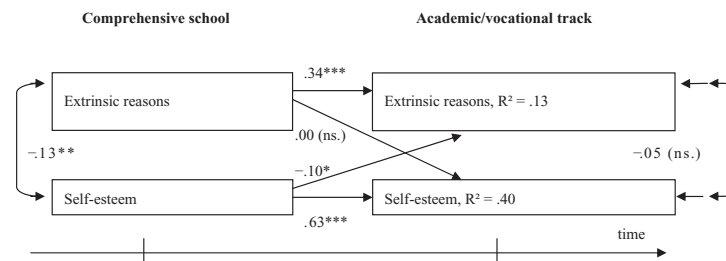 Comprehensive school Academic/vocational track
.34***
Extrinsic reasons Extrinsic reasons, R² = .13
.00 (ns.)
−.13** −.05 (ns.)
−.10*
Self-esteem Self-esteem, R² = .40
.63***
time